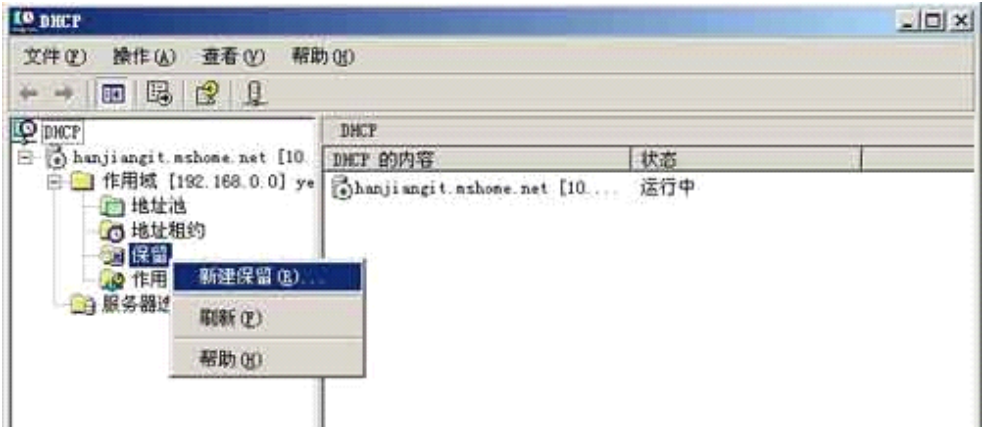 DHCP
文件(F) 操作(A) 查看(V) 帮助(H)
DHCP
DHCP
hanjiangit.mshome.net [10.
DHCP 的内容 状态
作用域 [192.168.0.0] ye
hanjiangit.mshome.net [10.... 运行中
地址池
地址租约
保留
新建保留(R)...
作用
服务器选
刷新(F)
帮助(H)